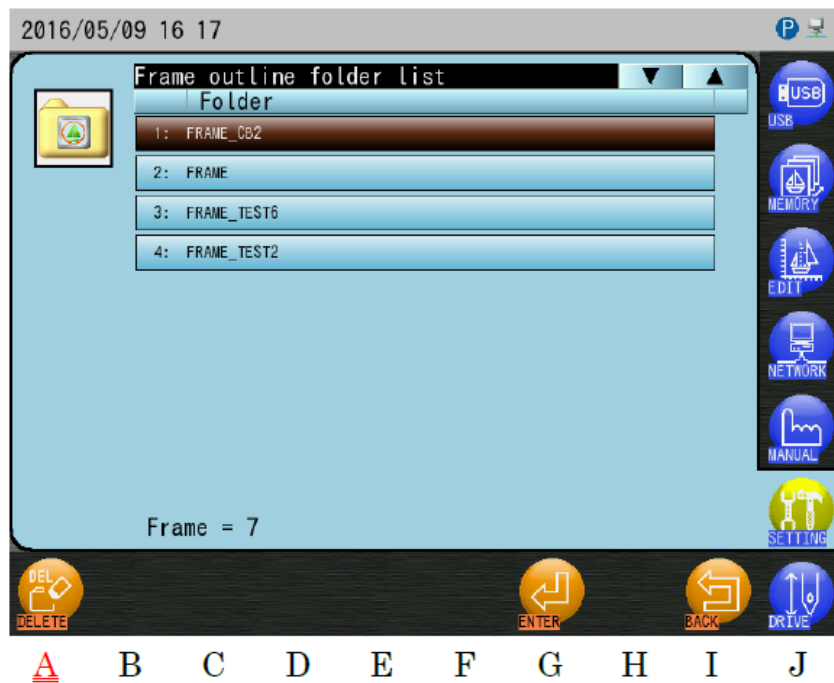 2016/05/09 16 17
P
Frame outline folder list ▼ ▲
Folder
1: FRAME_CB2
2: FRAME
3: FRAME_TEST6
4: FRAME_TEST2
Frame = 7
USB
USB
MEMORY
EDIT
NETWORK
MANUAL
SETTING
DEL
DELETE
ENTER
BACK
DRIVE
A B C D E F G H I J